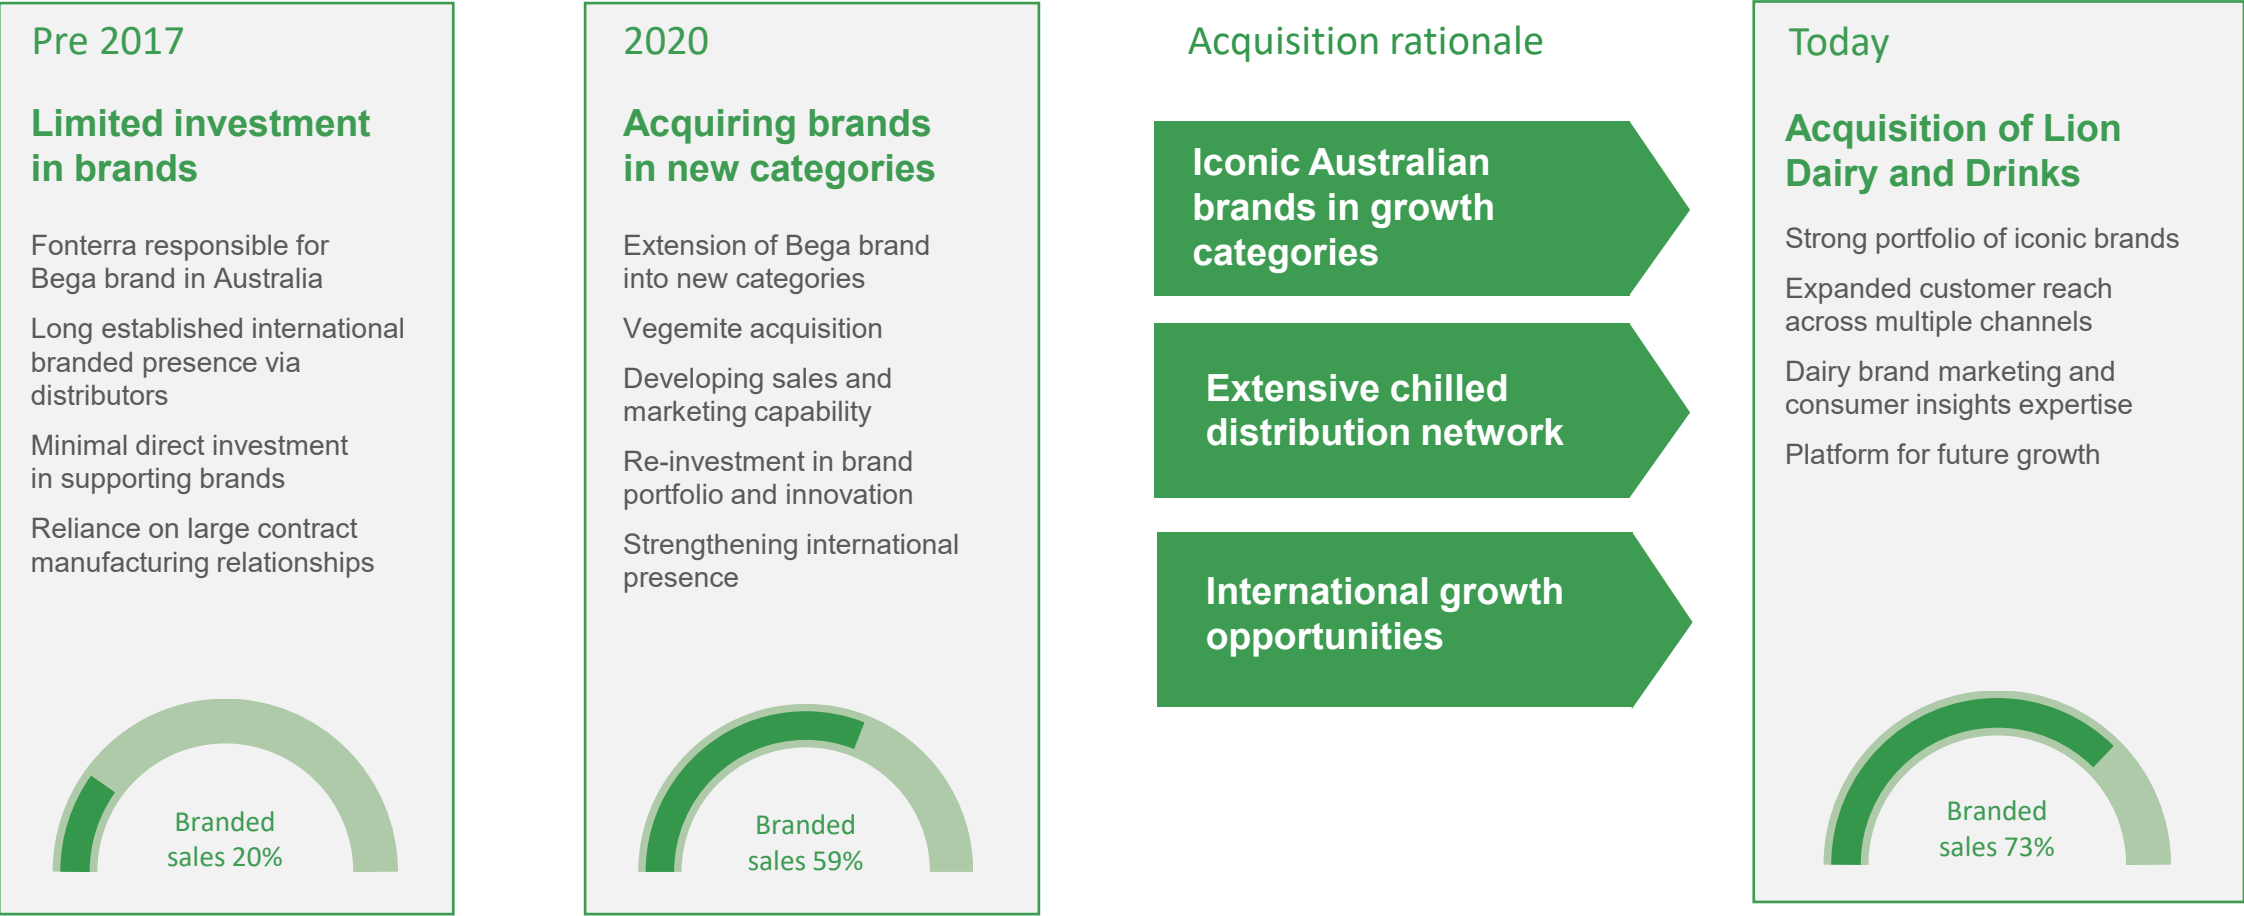 Pre 2017
Limited investment
in brands
Fonterra responsible for
Bega brand in Australia
Long established international
branded presence via
distributors
Minimal direct investment
in supporting brands
Reliance on large contract
manufacturing relationships
Branded
sales 20%
2020
Acquiring brands
in new categories
Extension of Bega brand
into new categories
Vegemite acquisition
Developing sales and
marketing capability
Re-investment in brand
portfolio and innovation
Strengthening international
presence
Branded
sales 59%
Acquisition rationale
Iconic Australian
brands in growth
categories
Extensive chilled
distribution network
International growth
opportunities
Today
Acquisition of Lion
Dairy and Drinks
Strong portfolio of iconic brands
Expanded customer reach
across multiple channels
Dairy brand marketing and
consumer insights expertise
Platform for future growth
Branded
sales 73%